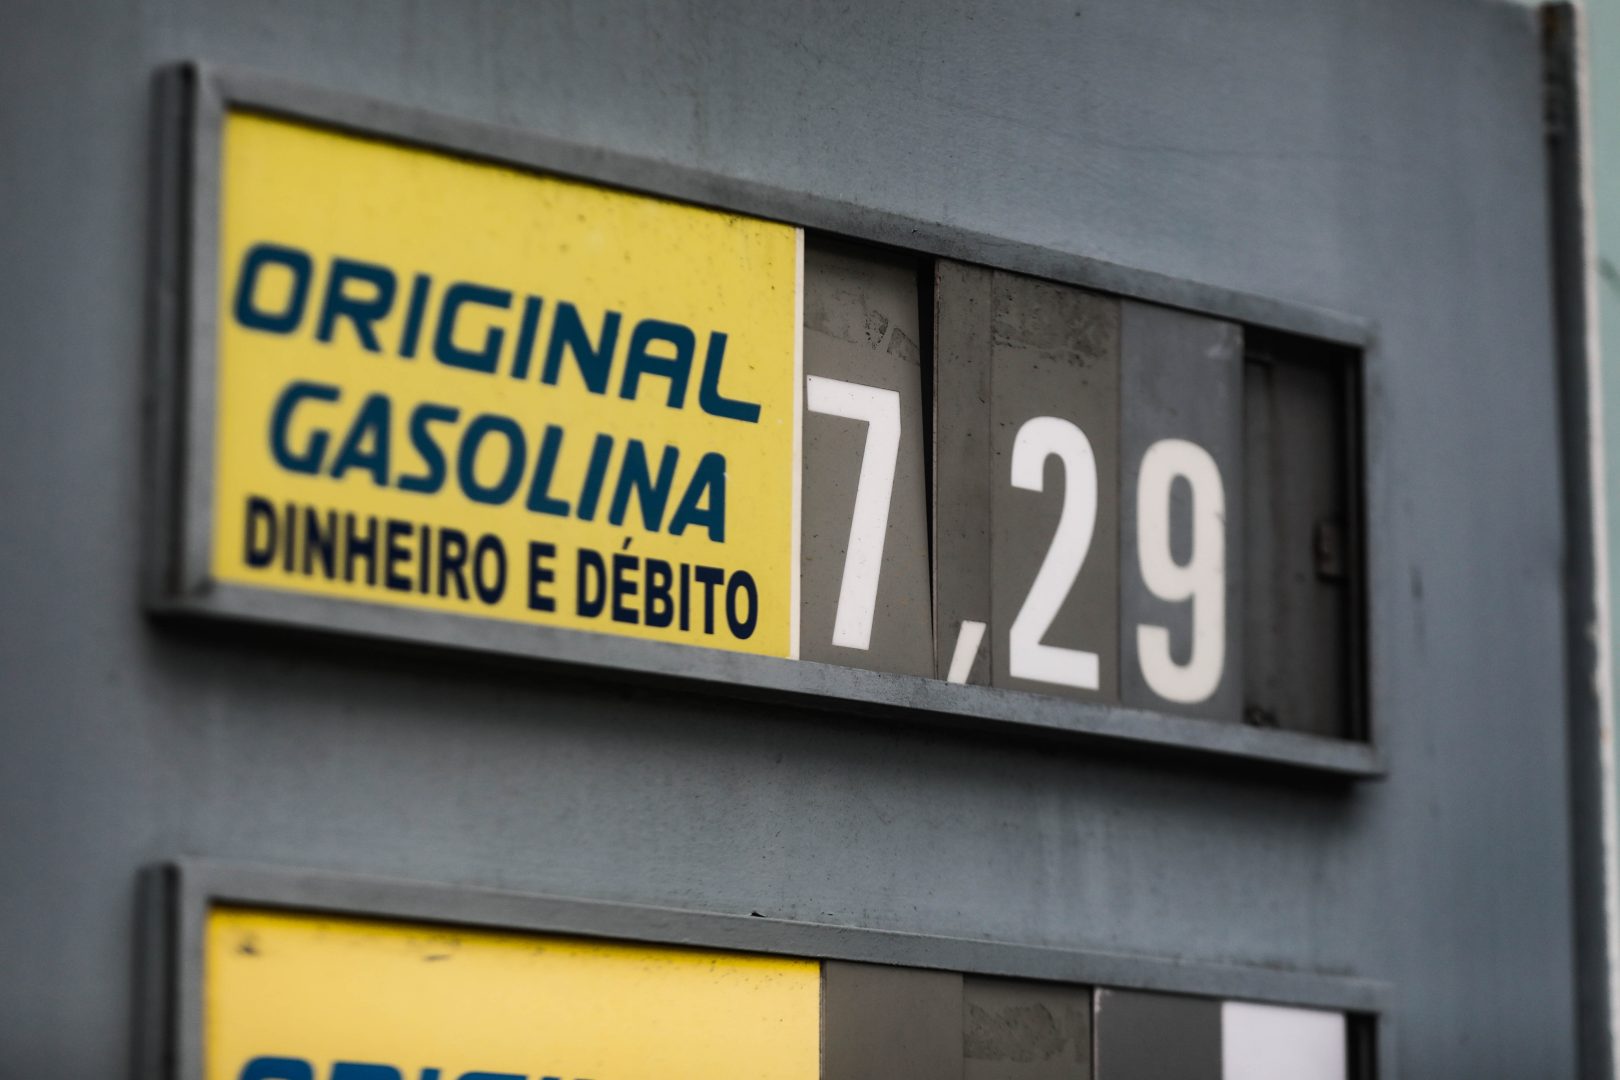 ORIGINAL
GASOLINA
DINHEIRO E DÉBITO
7,29